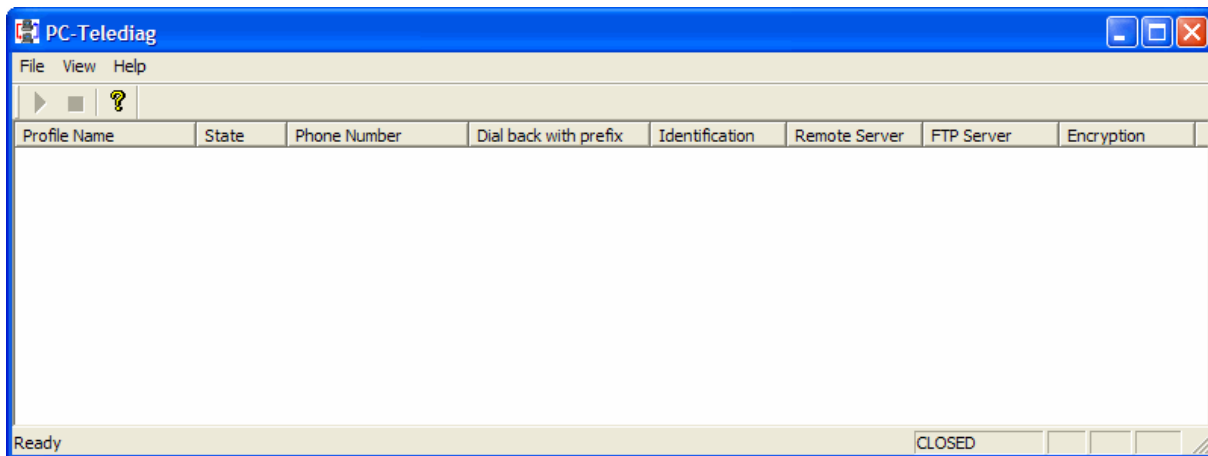 PC-Telediag
File View Help
Profile Name State Phone Number Dial back with prefix Identification Remote Server FTP Server Encryption
Ready CLOSED